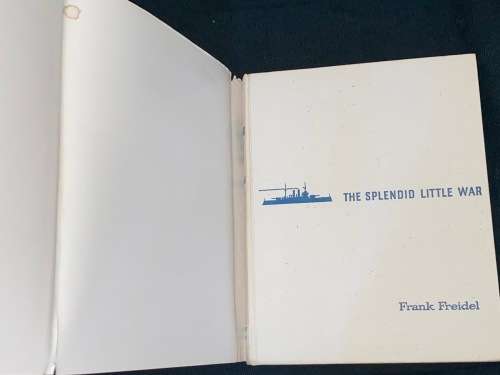 THE SPLENDID LITTLE WAR
Frank Freidel